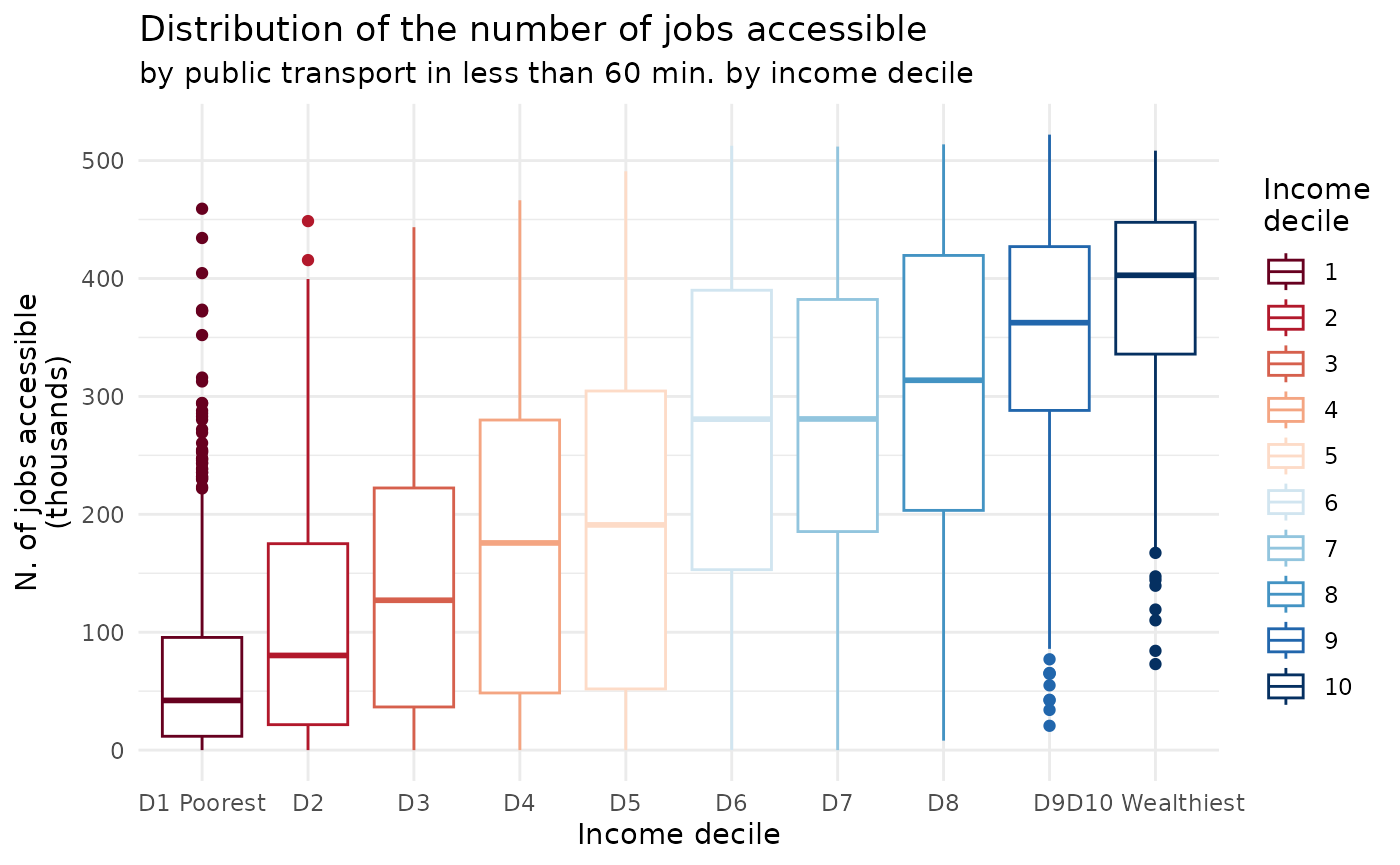 Distribution of the number of jobs accessible
by public transport in less than 60 min. by income decile
N. of jobs accessible
(thousands)
500
400
300
200
100
0
D1 Poorest
D2
D3
D4
D5
D6
D7
D8
D9
D10 Wealthiest
Income decile
Income
decile
1
2
3
4
5
6
7
8
9
10